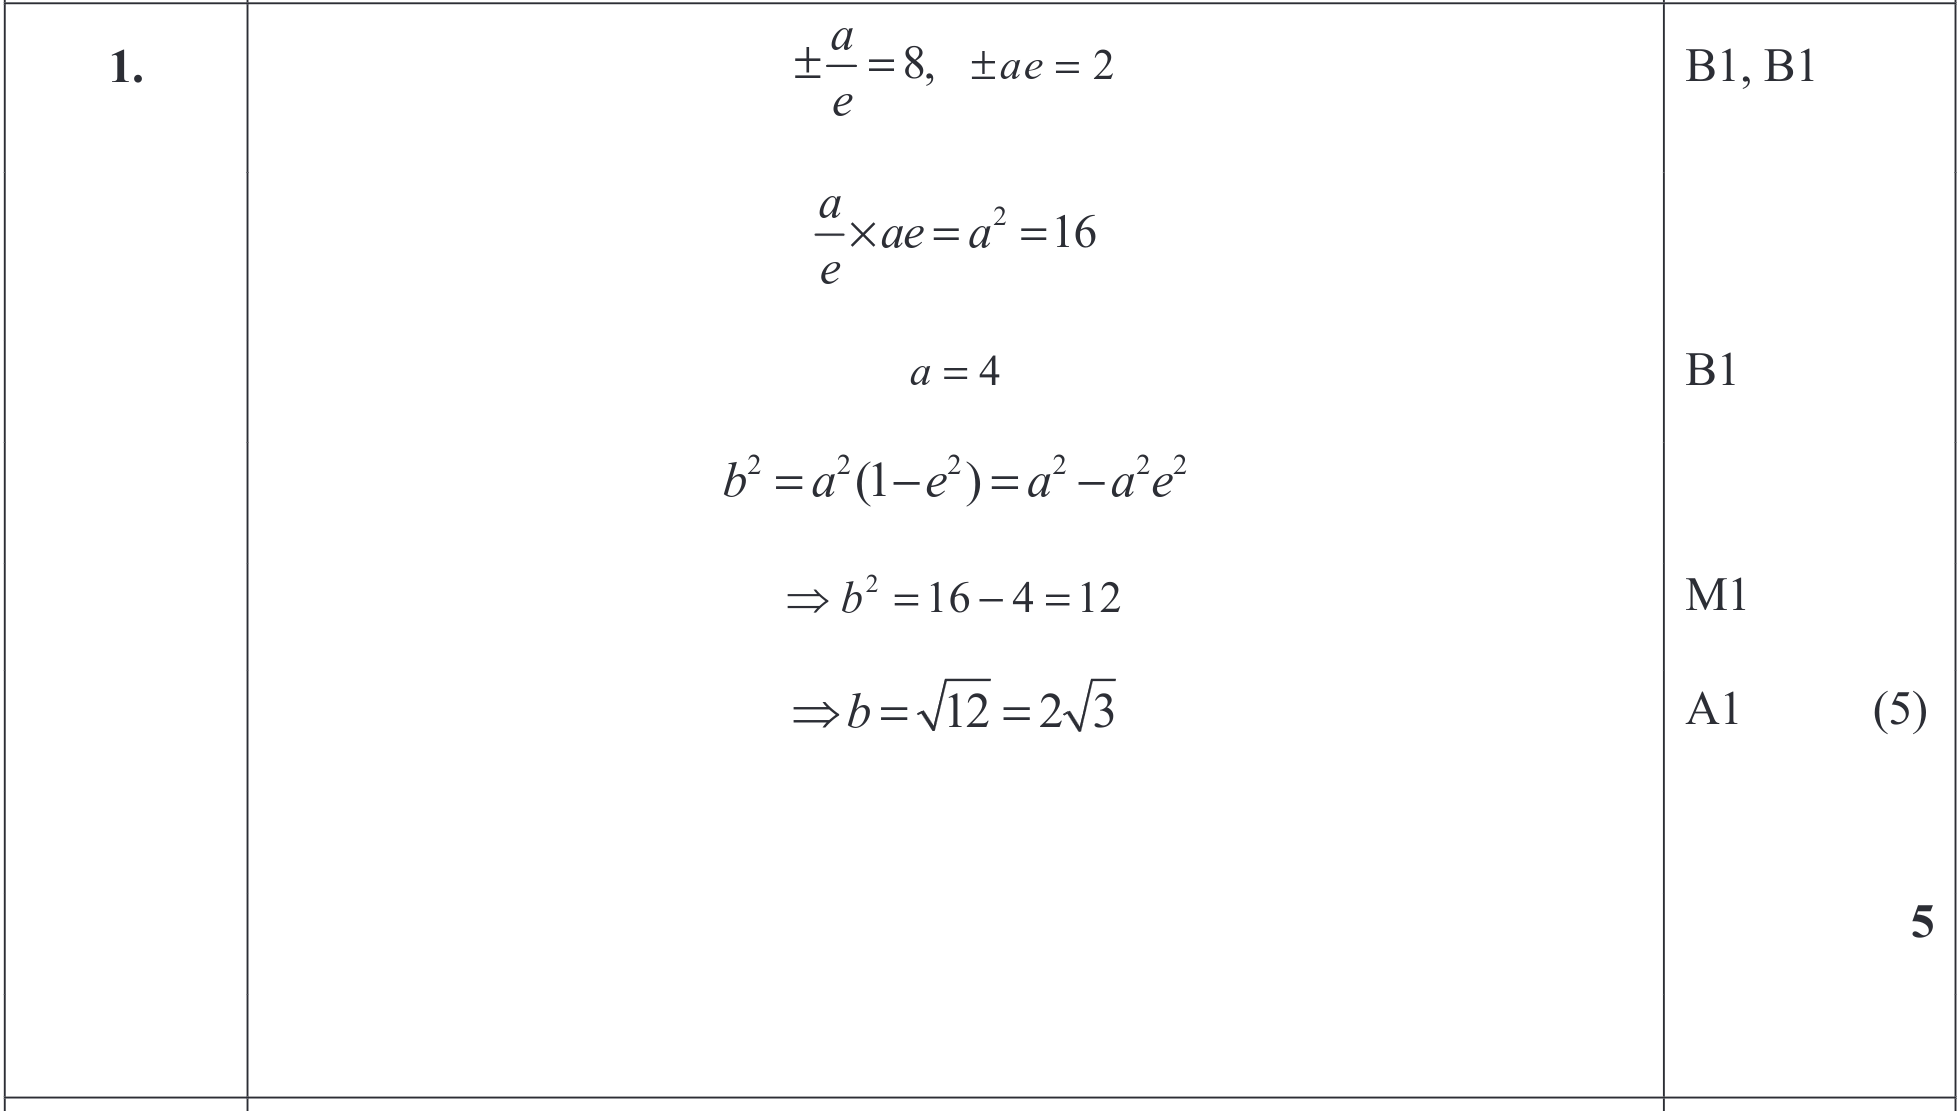 1. ±a/e = 8, ±ae = 2 B1, B1
a/e × ae = a² = 16
a = 4 B1
b² = a²(1 − e²) = a² − a²e²
⇒ b² = 16 − 4 = 12 M1
⇒ b = √12 = 2√3 A1 (5)
5